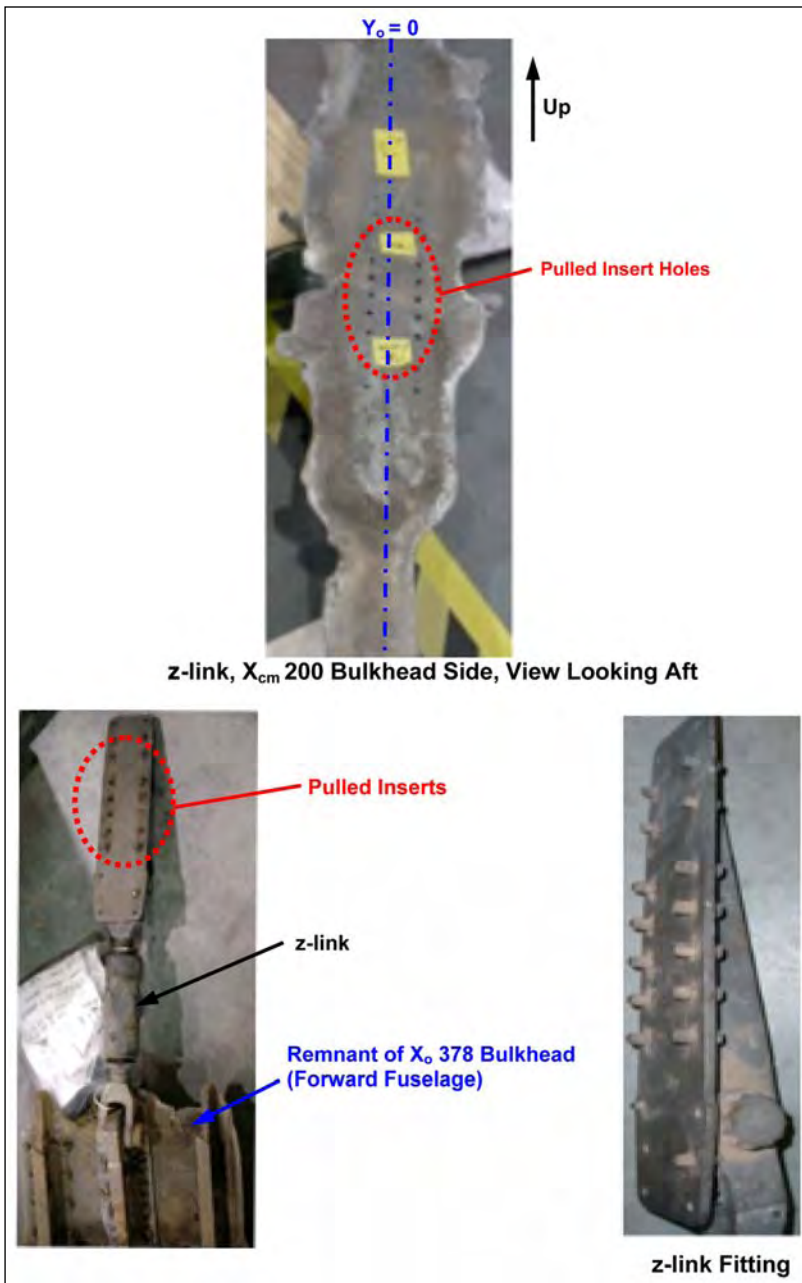 Yₒ = 0
Up
Pulled Insert Holes
z-link, X_cm 200 Bulkhead Side, View Looking Aft
Pulled Inserts
z-link
Remnant of Xₒ 378 Bulkhead
(Forward Fuselage)
z-link Fitting